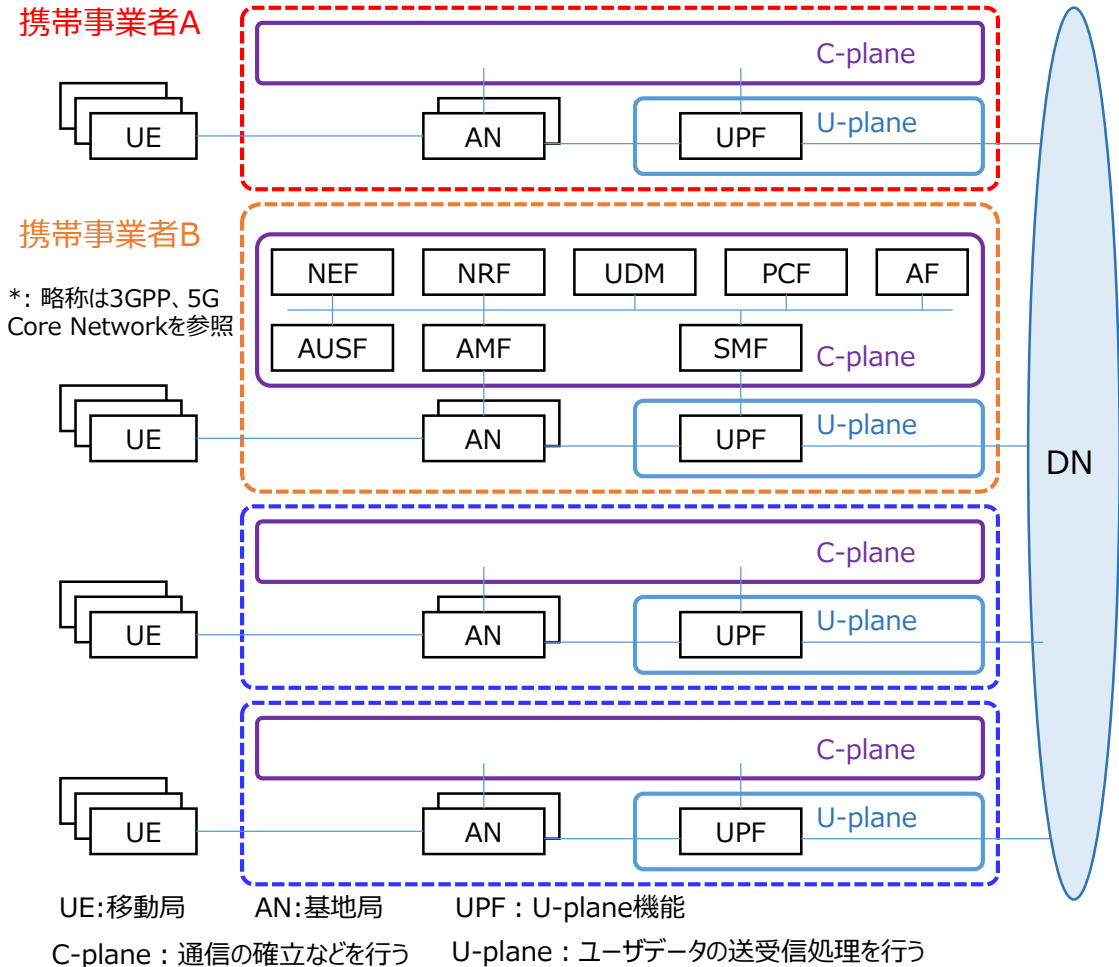 携帯事業者A
C-plane
U-plane
UE
AN
UPF
携帯事業者B
NEF
NRF
UDM
PCF
AF
*: 略称は3GPP、5G
Core Networkを参照
AUSF
AMF
SMF
C-plane
U-plane
UE
AN
UPF
DN
C-plane
U-plane
UE
AN
UPF
C-plane
U-plane
UE
AN
UPF
UE:移動局 AN:基地局 UPF：U-plane機能
C-plane：通信の確立などを行う U-plane：ユーザデータの送受信処理を行う